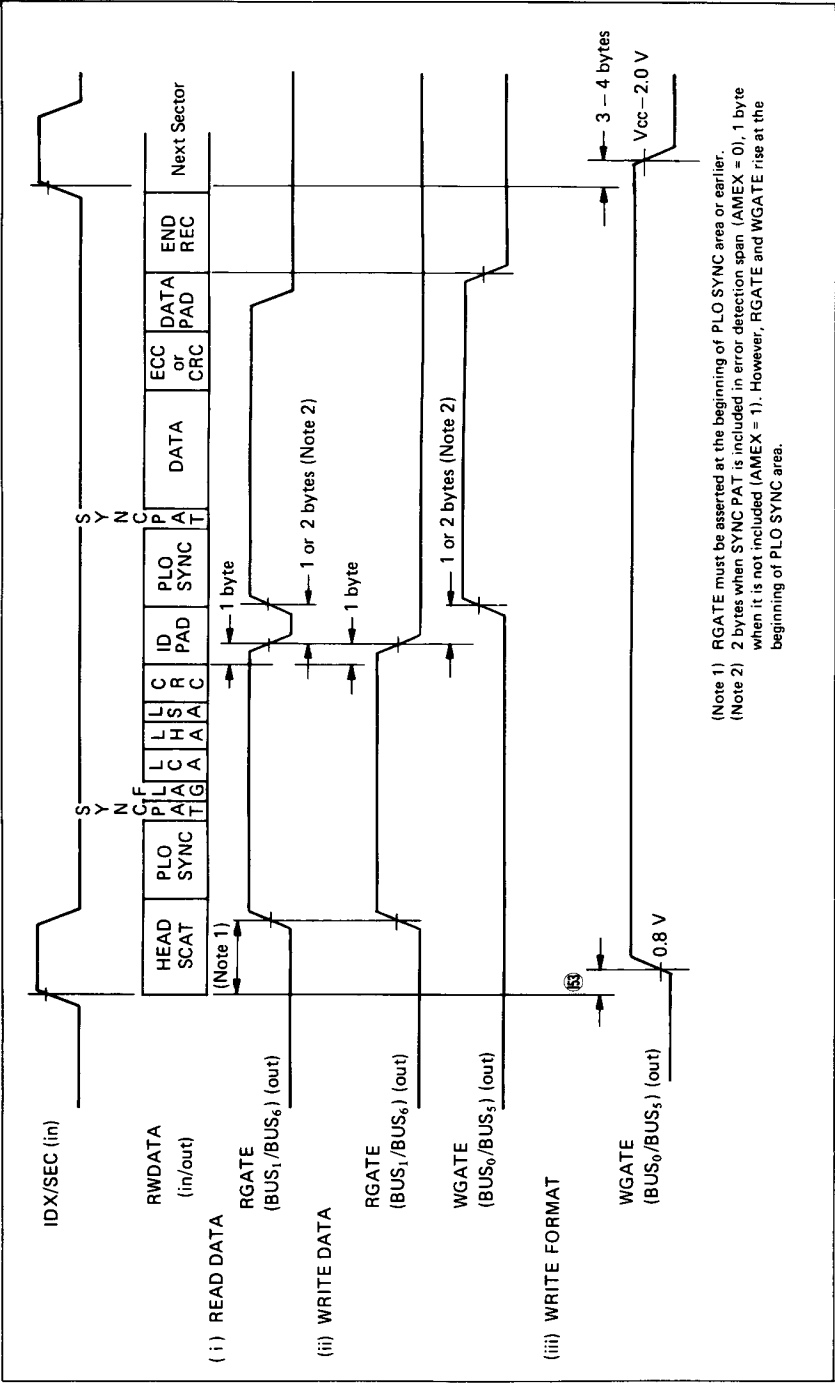 IDX/SEC (in)
RWDATA
(in/out)
HEAD
SCAT
PLO
SYNC
SYNC
PAT
FLAG
LCA
LHA
LSA
CRC
ID
PAD
PLO
SYNC
SYNC
PAT
DATA
ECC
or
CRC
DATA
PAD
END
REC
Next Sector
(i) READ DATA
RGATE
(BUS₁/BUS₆) (out)
(Note 1)
1 byte
1 or 2 bytes (Note 2)
(ii) WRITE DATA
RGATE
(BUS₁/BUS₆) (out)
1 byte
WGATE
(BUS₀/BUS₅) (out)
1 or 2 bytes (Note 2)
(iii) WRITE FORMAT
WGATE
(BUS₀/BUS₅) (out)
153
0.8 V
3 – 4 bytes
Vcc–2.0 V
(Note 1) RGATE must be asserted at the beginning of PLO SYNC area or earlier.
(Note 2) 2 bytes when SYNC PAT is included in error detection span (AMEX = 0), 1 byte
when it is not included (AMEX = 1). However, RGATE and WGATE rise at the
beginning of PLO SYNC area.